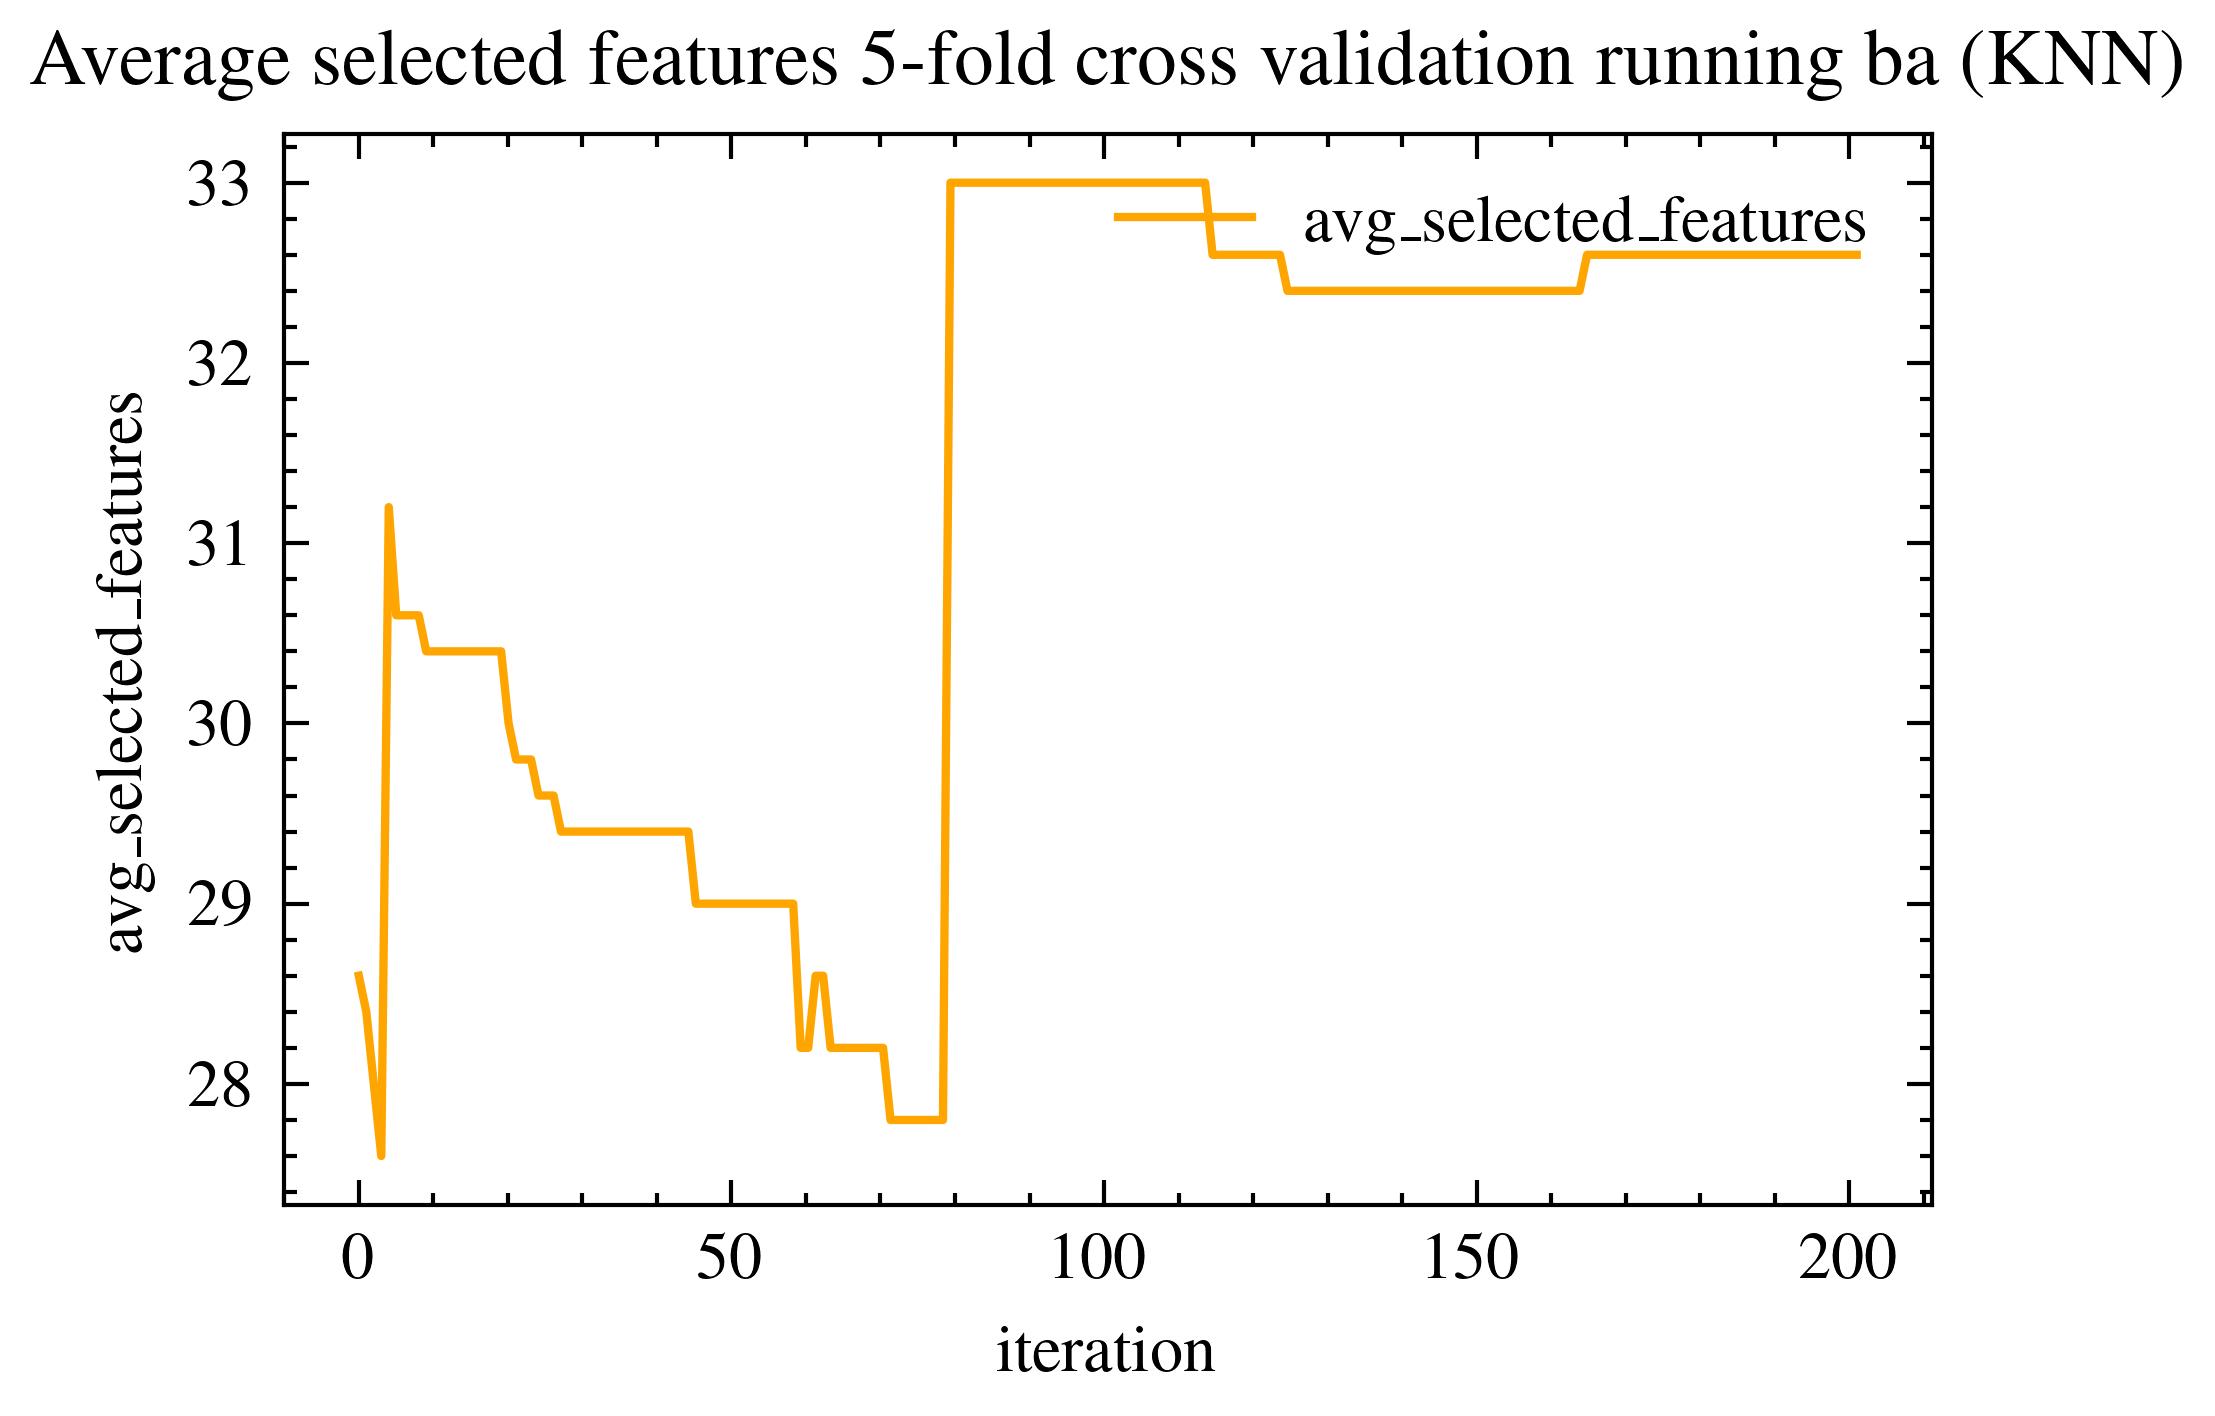 Average selected features 5-fold cross validation running ba (KNN)
avg_selected_features
33
32
31
30
29
28
avg_selected_features
0 50 100 150 200
iteration